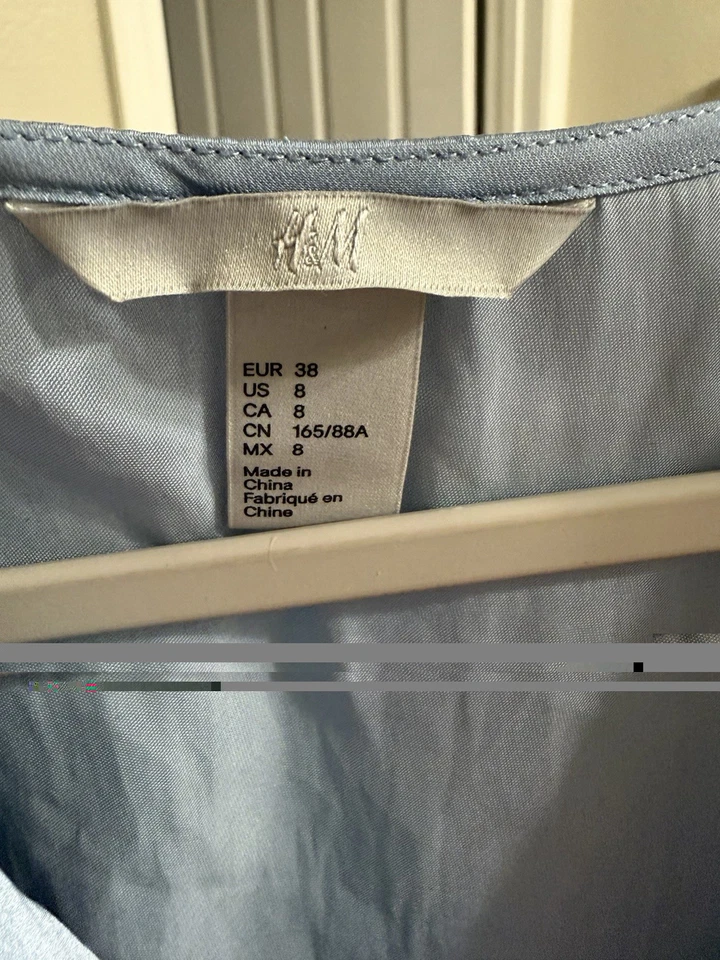 H&M
EUR 38
US 8
CA 8
CN 165/88A
MX 8
Made in
China
Fabriqué en
Chine